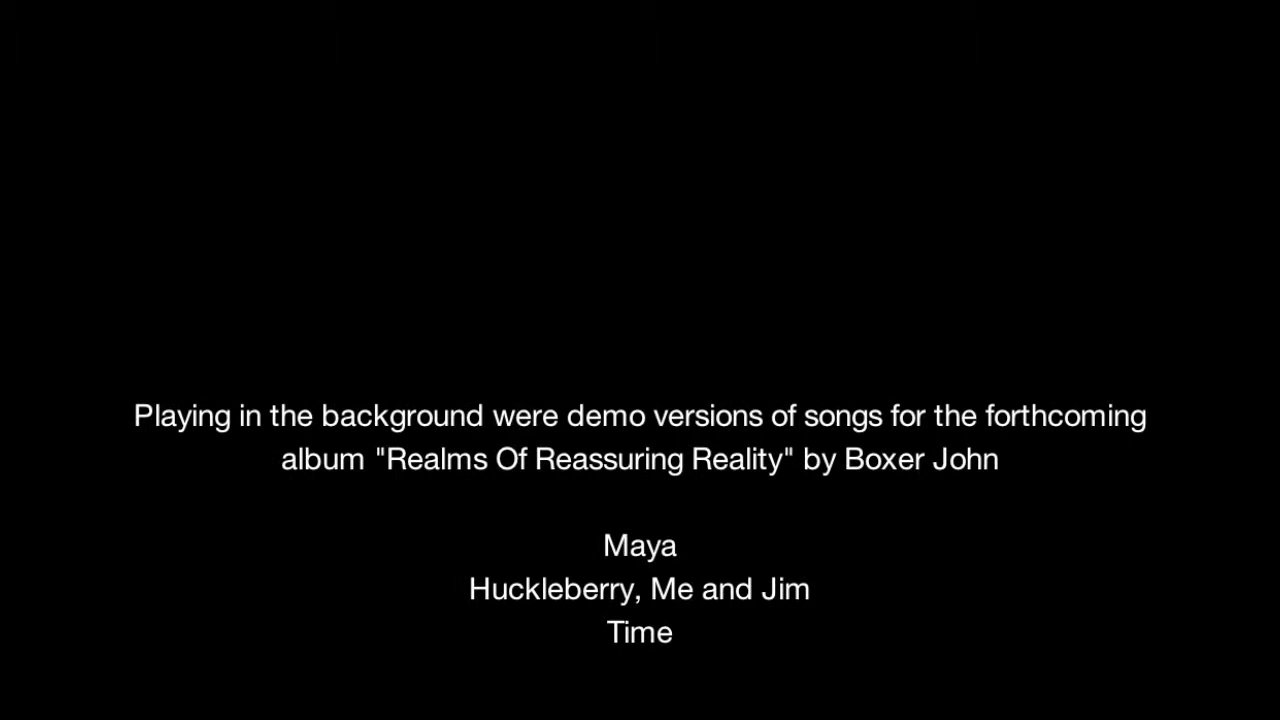 Playing in the background were demo versions of songs for the forthcoming
album "Realms Of Reassuring Reality" by Boxer John
Maya
Huckleberry, Me and Jim
Time